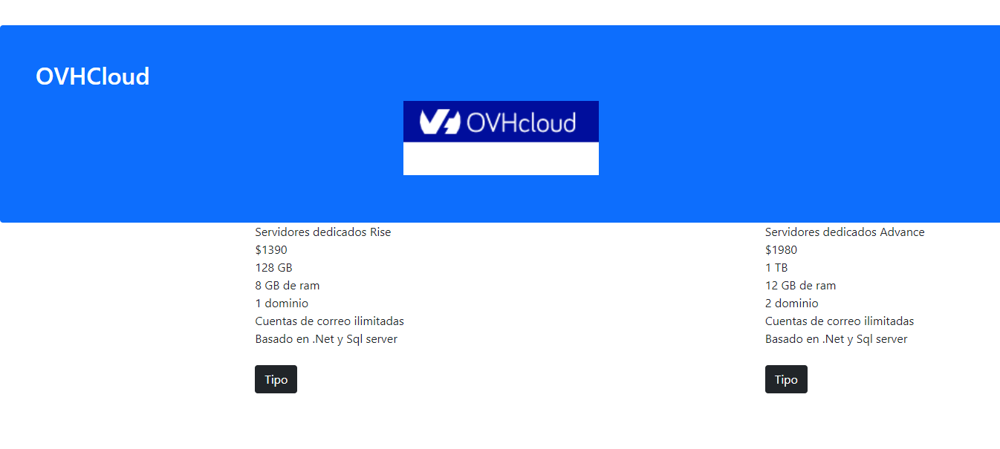 OVHCloud
OVHcloud
Servidores dedicados Rise
$1390
128 GB
8 GB de ram
1 dominio
Cuentas de correo ilimitadas
Basado en .Net y Sql server
Tipo
Servidores dedicados Advance
$1980
1 TB
12 GB de ram
2 dominio
Cuentas de correo ilimitadas
Basado en .Net y Sql server
Tipo